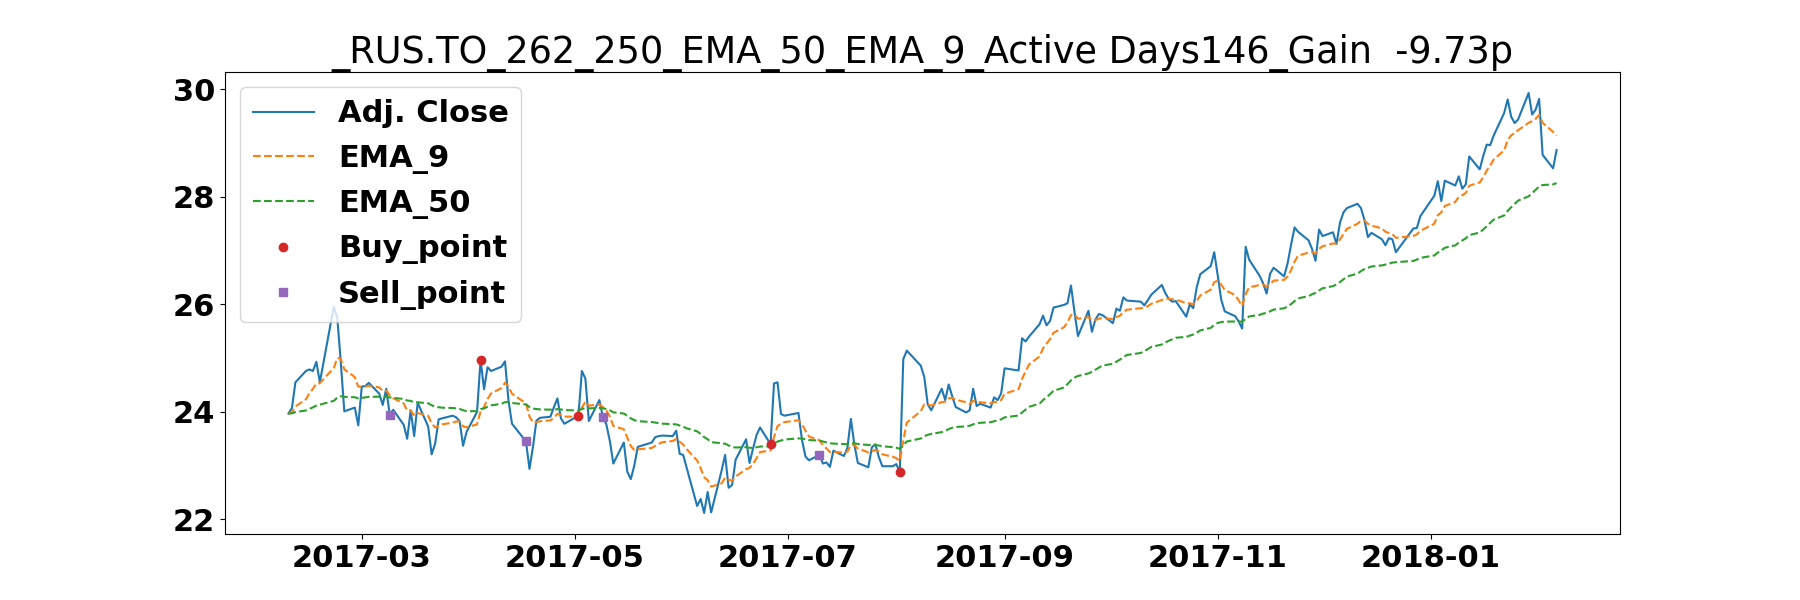 _RUS.TO_262_250_EMA_50_EMA_9_Active Days146_Gain  -9.73p
30
28
26
24
22
Adj. Close
EMA_9
EMA_50
Buy_point
Sell_point
2017-03 2017-05 2017-07 2017-09 2017-11 2018-01